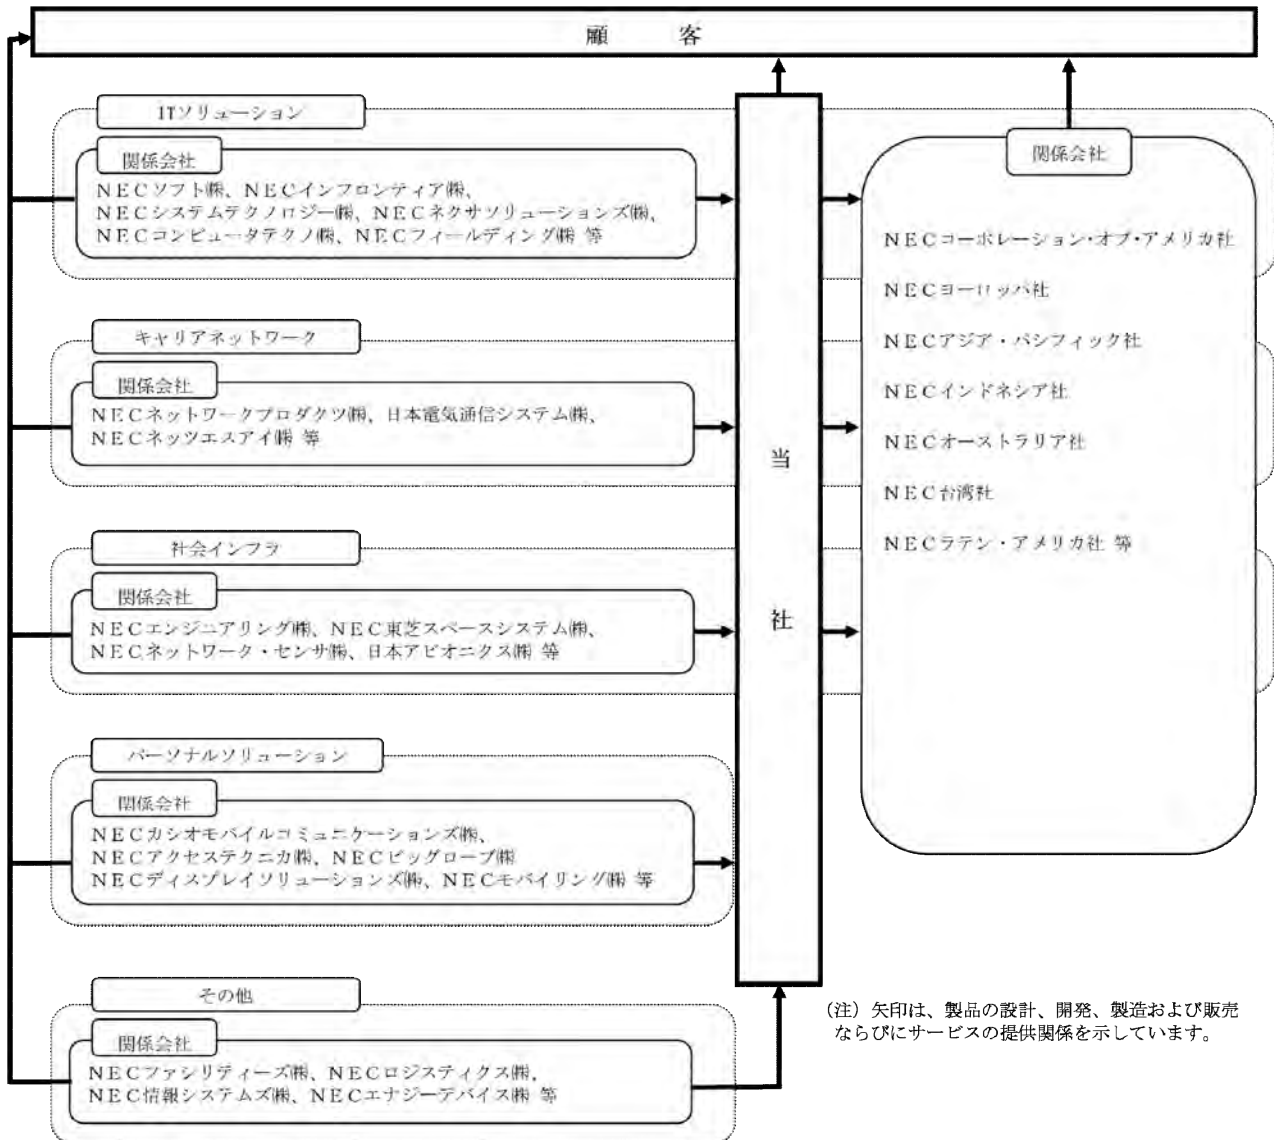 顧　　客
ITソリューション
関係会社
ＮＥＣソフト㈱、ＮＥＣインフロンティア㈱、
ＮＥＣシステムテクノロジー㈱、ＮＥＣネクサソリューションズ㈱、
ＮＥＣコンピュータテクノ㈱、ＮＥＣフィールディング㈱ 等
キャリアネットワーク
関係会社
ＮＥＣネットワークプロダクツ㈱、日本電気通信システム㈱、
ＮＥＣネッツエスアイ㈱ 等
社会インフラ
関係会社
ＮＥＣエンジニアリング㈱、ＮＥＣ東芝スペースシステム㈱、
ＮＥＣネットワーク・センサ㈱、日本アビオニクス㈱ 等
パーソナルソリューション
関係会社
ＮＥＣカシオモバイルコミュニケーションズ㈱、
ＮＥＣアクセステクニカ㈱、ＮＥＣビッグローブ㈱
ＮＥＣディスプレイソリューションズ㈱、ＮＥＣモバイリング㈱ 等
その他
関係会社
ＮＥＣファシリティーズ㈱、ＮＥＣロジスティクス㈱、
ＮＥＣ情報システムズ㈱、ＮＥＣエナジーデバイス㈱ 等
当
社
関係会社
ＮＥＣコーポレーション・オブ・アメリカ社
ＮＥＣヨーロッパ社
ＮＥＣアジア・パシフィック社
ＮＥＣインドネシア社
ＮＥＣオーストラリア社
ＮＥＣ台湾社
ＮＥＣラテン・アメリカ社 等
（注）矢印は、製品の設計、開発、製造および販売
ならびにサービスの提供関係を示しています。